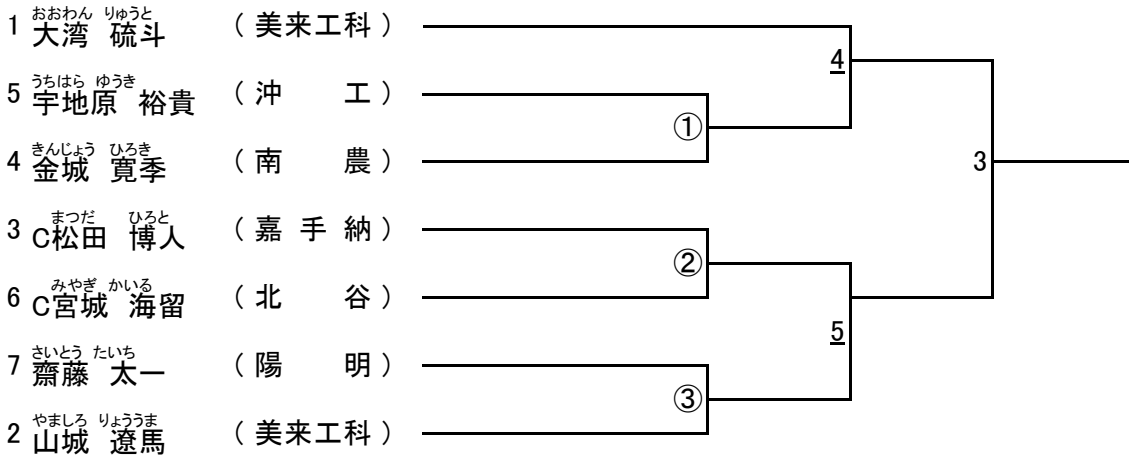 おおわん りゅうと
1 大湾 硫斗 （ 美来工科 ）
4
うちはら ゆうき
5 宇地原 裕貴 （ 沖 工 ）
①
きんじょう ひろき
4 金城 寛季 （ 南 農 ）
3
まつだ ひろと
3 C松田 博人 （ 嘉 手 納 ）
②
みやぎ かいる
6 C宮城 海留 （ 北 谷 ）
5
さいとう たいち
7 齋藤 太一 （ 陽 明 ）
③
やましろ りょううま
2 山城 遼馬 （ 美来工科 ）